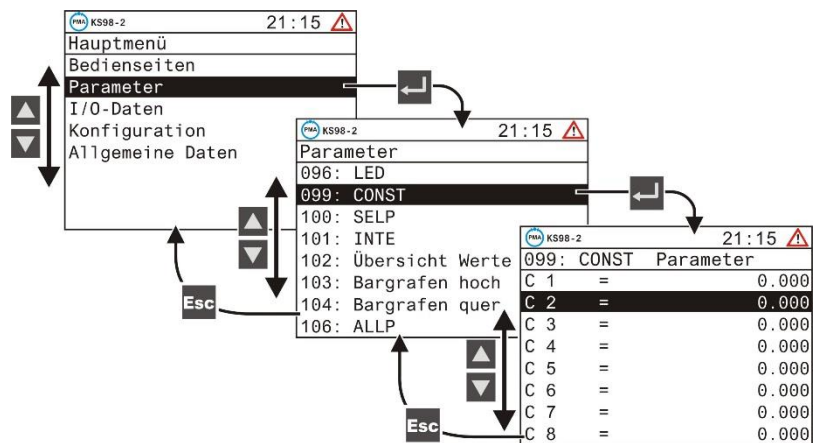 PMA KS98-2 21:15
Hauptmenü
Bedienseiten
Parameter
I/O-Daten
Konfiguration
Allgemeine Daten
PMA KS98-2 21:15
Parameter
096: LED
099: CONST
100: SELP
101: INTE
102: Übersicht Werte
103: Bargrafen hoch
104: Bargrafen quer
106: ALLP
Esc
PMA KS98-2 21:15
099: CONST Parameter
C 1 = 0.000
C 2 = 0.000
C 3 = 0.000
C 4 = 0.000
C 5 = 0.000
C 6 = 0.000
C 7 = 0.000
C 8 = 0.000
Esc